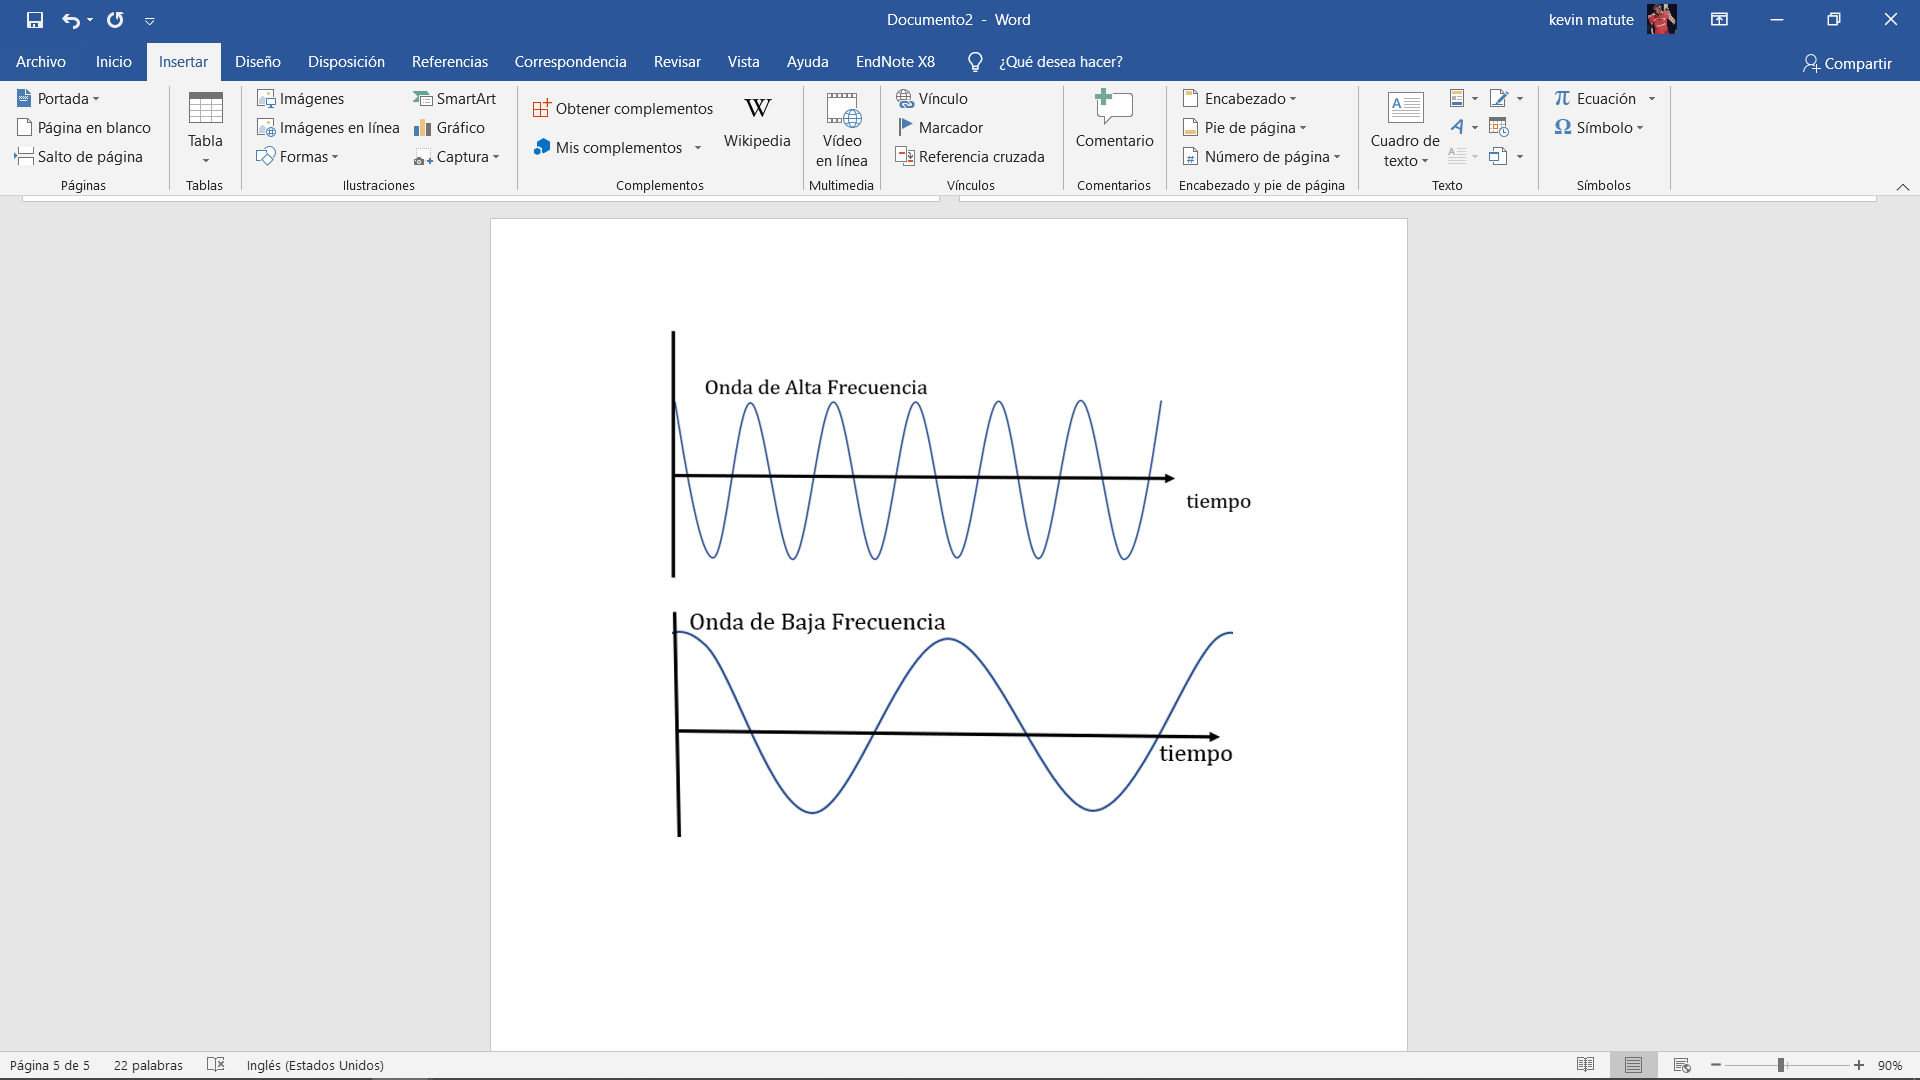 Documento2 - Word
kevin matute
Archivo Inicio Insertar Diseño Disposición Referencias Correspondencia Revisar Vista Ayuda EndNote X8 ¿Qué desea hacer? Compartir
Portada
Página en blanco
Salto de página
Páginas
Tabla
Tablas
Imágenes
Imágenes en línea
Formas
SmartArt
Gráfico
Captura
Ilustraciones
Obtener complementos
Mis complementos
W
Wikipedia
Complementos
Vídeo
en línea
Multimedia
Vínculo
Marcador
Referencia cruzada
Vínculos
Comentario
Comentarios
Encabezado
Pie de página
Número de página
Encabezado y pie de página
Cuadro de
texto
Texto
π Ecuación
Ω Símbolo
Símbolos
Onda de Alta Frecuencia
tiempo
Onda de Baja Frecuencia
tiempo
Página 5 de 5 22 palabras Inglés (Estados Unidos) 90%